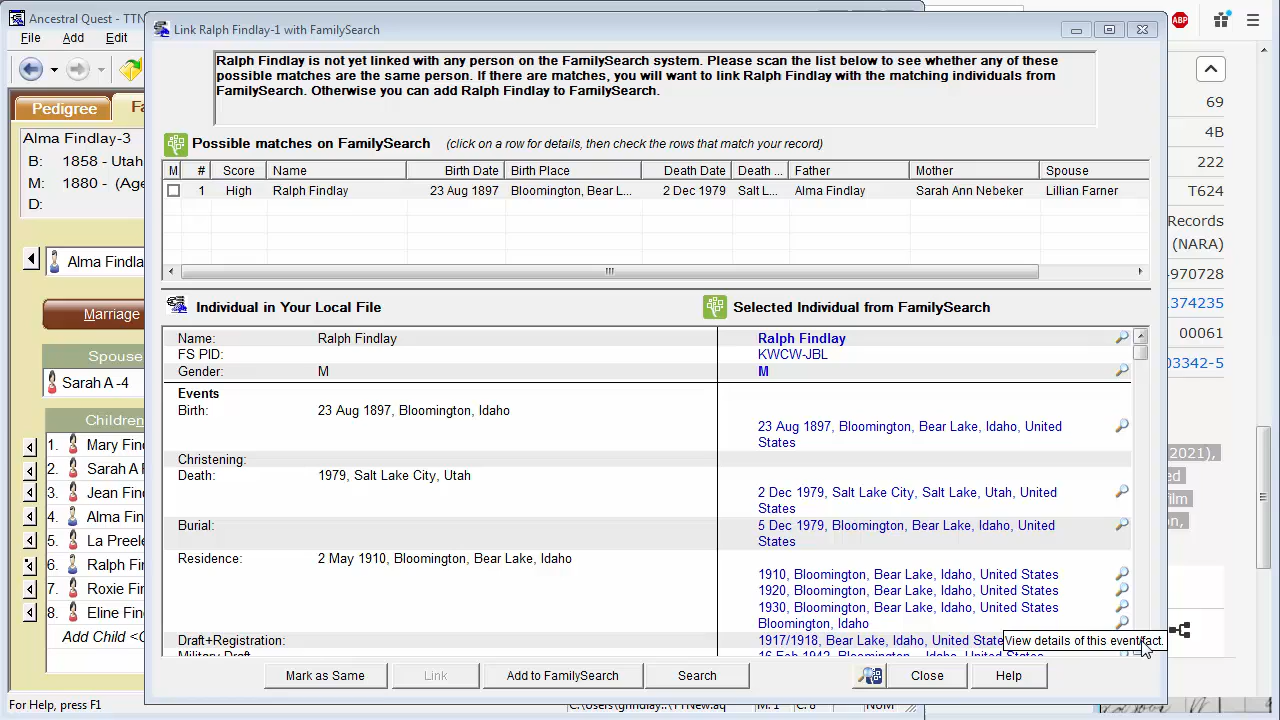 Ancestral Quest - TTN
File Add Edit
Pedigree Fa
Alma Findlay-3
B: 1858 - Utah
M: 1880 - (Age
D:
Alma Findla
Marriage
Spouse
Sarah A -4
Children
1. Mary Fin
2. Sarah A F
3. Jean Find
4. Alma Fin
5. La Preele
6. Ralph Fin
7. Roxie Fin
8. Eline Fin
Add Child <C
For Help, press F1
Link Ralph Findlay-1 with FamilySearch
Ralph Findlay is not yet linked with any person on the FamilySearch system. Please scan the list below to see whether any of these
possible matches are the same person. If there are matches, you will want to link Ralph Findlay with the matching individuals from
FamilySearch. Otherwise you can add Ralph Findlay to FamilySearch.
Possible matches on FamilySearch (click on a row for details, then check the rows that match your record)
M # Score Name Birth Date Birth Place Death Date Death ... Father Mother Spouse
1 High Ralph Findlay 23 Aug 1897 Bloomington, Bear L... 2 Dec 1979 Salt L... Alma Findlay Sarah Ann Nebeker Lillian Farner
Individual in Your Local File Selected Individual from FamilySearch
Name: Ralph Findlay Ralph Findlay
FS PID: KWCW-JBL
Gender: M M
Events
Birth: 23 Aug 1897, Bloomington, Idaho
23 Aug 1897, Bloomington, Bear Lake, Idaho, United
States
Christening:
Death: 1979, Salt Lake City, Utah
2 Dec 1979, Salt Lake City, Salt Lake, Utah, United
States
Burial: 5 Dec 1979, Bloomington, Bear Lake, Idaho, United
States
Residence: 2 May 1910, Bloomington, Bear Lake, Idaho
1910, Bloomington, Bear Lake, Idaho, United States
1920, Bloomington, Bear Lake, Idaho, United States
1930, Bloomington, Bear Lake, Idaho, United States
Bloomington, Idaho
Draft+Registration: 1917/1918, Bear Lake, Idaho, United State
View details of this event/fact.
Military Draft
Mark as Same Link Add to FamilySearch Search Close Help
ABP
69
4B
222
T624
Records
(NARA)
-970728
374235
00061
03342-5
2021),
ed
ilm